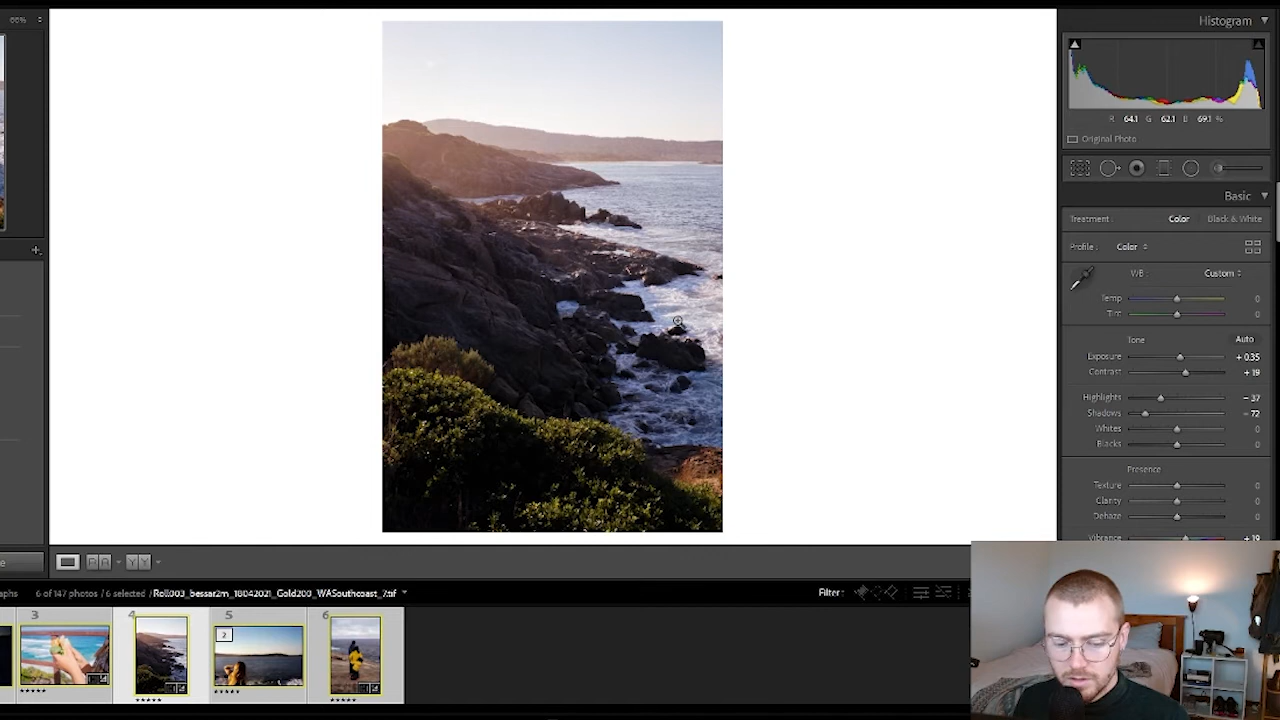 Histogram
R 64.1 G 62.1 B 69.1 %
Original Photo
Basic
Treatment: Color Black & White
Profile: Color
WB: Custom
Temp 0
Tint 0
Tone Auto
Exposure + 0.35
Contrast + 19
Highlights - 37
Shadows - 72
Whites 0
Blacks 0
Presence
Texture 0
Clarity 0
Dehaze 0
Vibrance + 19
6 of 147 photos / 6 selected / Roll003_bessar2m_18042021_Gold200_WASouthcoast_7.tif
Filter:
3 4 5 6
2